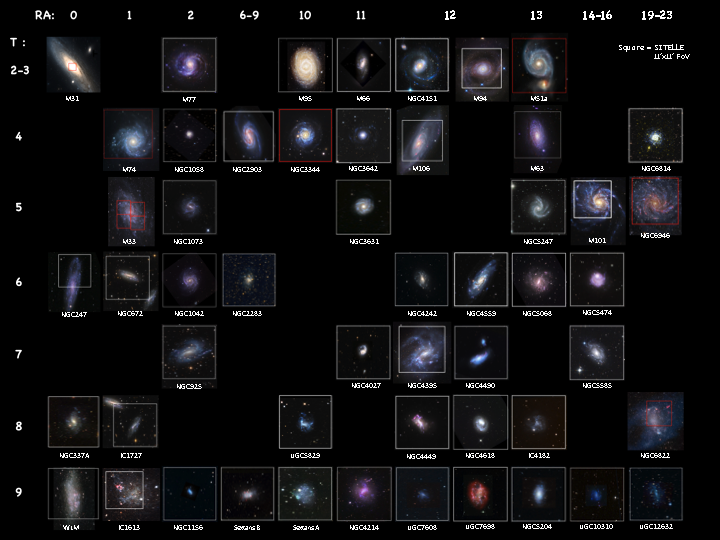 RA: 0 1 2 6-9 10 11 12 13 14-16 19-23
T :
Square = SITELLE
11'x11' FoV
2-3
M31 M77 M95 M66 NGC4151 M94 M51a
4
M74 NGC1058 NGC2903 NGC3344 NGC3642 M106 M63 NGC6814
5
M33 NGC1073 NGC3631 NGC5247 M101 NGC6946
6
NGC247 NGC672 NGC1042 NGC2283 NGC4242 NGC4559 NGC5068 NGC5474
7
NGC925 NGC4027 NGC4395 NGC4490 NGC5585
8
NGC337A IC1727 UGC5829 NGC4449 NGC4618 IC4182 NGC6822
9
WLM IC1613 NGC1156 SextansB SextansA NGC4214 UGC7608 UGC7698 NGC5204 UGC10310 UGC12632